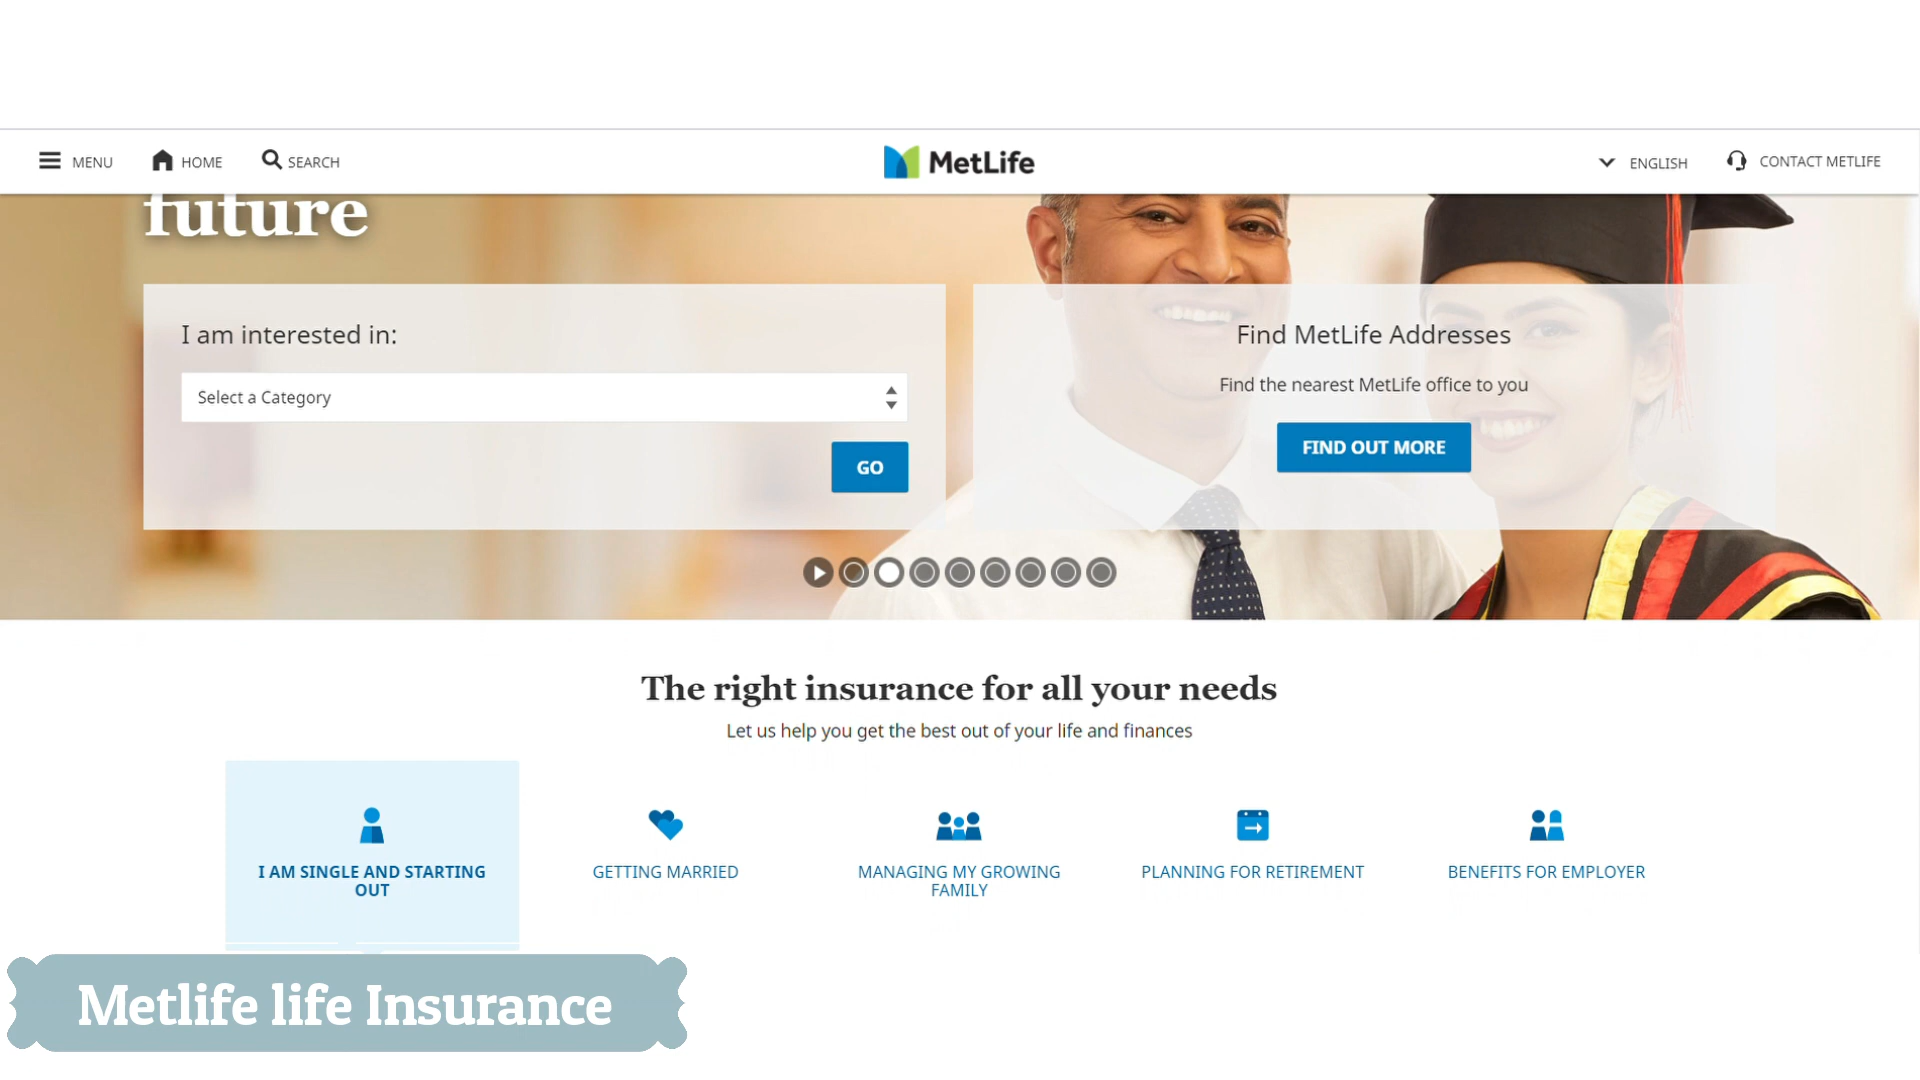 MENU
HOME
SEARCH
MetLife
ENGLISH
CONTACT METLIFE
future
I am interested in:
Select a Category
GO
Find MetLife Addresses
Find the nearest MetLife office to you
FIND OUT MORE
The right insurance for all your needs
Let us help you get the best out of your life and finances
I AM SINGLE AND STARTING
OUT
GETTING MARRIED
MANAGING MY GROWING
FAMILY
PLANNING FOR RETIREMENT
BENEFITS FOR EMPLOYER
Metlife life Insurance